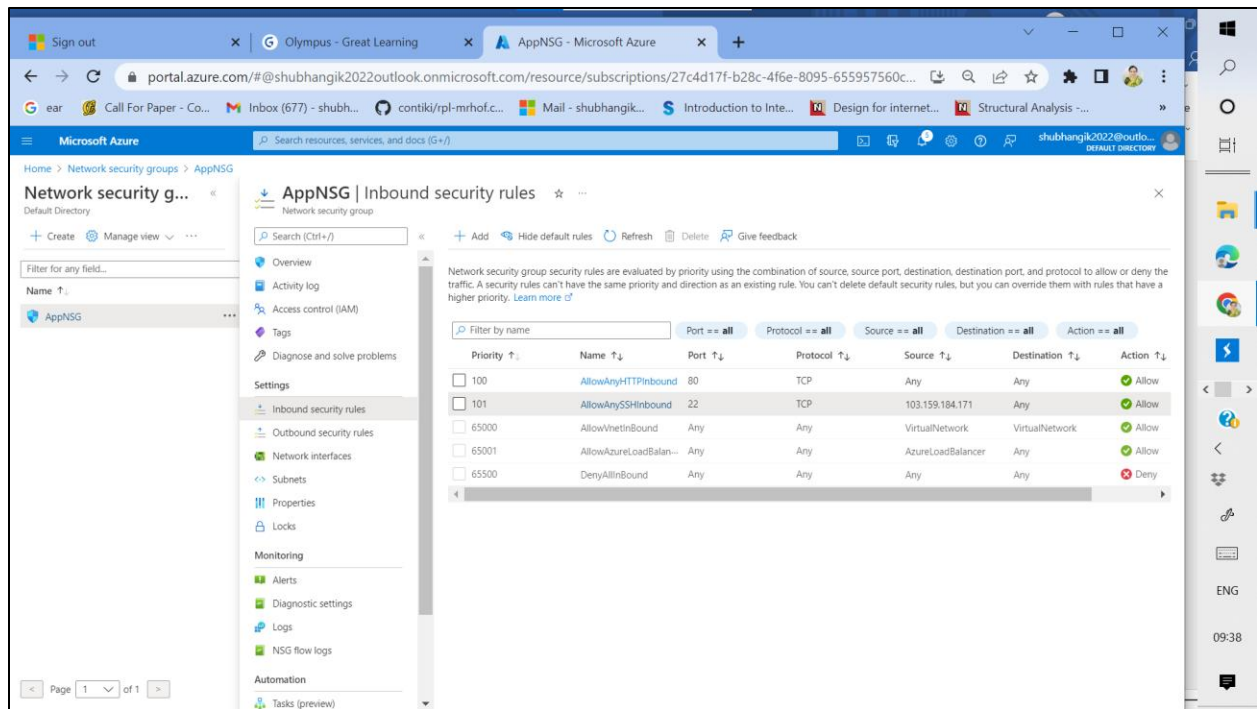 Sign out
Olympus - Great Learning
AppNSG - Microsoft Azure
portal.azure.com/#@shubhangik2022outlook.onmicrosoft.com/resource/subscriptions/27c4d17f-b28c-4f6e-8095-655957560c...
ear
Call For Paper - Co...
Inbox (677) - shubh...
contiki/rpl-mrhof.c...
Mail - shubhangik...
Introduction to Inte...
Design for internet...
Structural Analysis -...
Microsoft Azure
Search resources, services, and docs (G+/)
5
shubhangik2022@outlo...
DEFAULT DIRECTORY
Home > Network security groups > AppNSG
Network security g...
Default Directory
Create
Manage view
Filter for any field...
Name
AppNSG
Page 1 of 1
AppNSG | Inbound security rules
Network security group
Search (Ctrl+/)
Overview
Activity log
Access control (IAM)
Tags
Diagnose and solve problems
Settings
Inbound security rules
Outbound security rules
Network interfaces
Subnets
Properties
Locks
Monitoring
Alerts
Diagnostic settings
Logs
NSG flow logs
Automation
Tasks (preview)
Add Hide default rules Refresh Delete Give feedback
Network security group security rules are evaluated by priority using the combination of source, source port, destination, destination port, and protocol to allow or deny the
traffic. A security rules can't have the same priority and direction as an existing rule. You can't delete default security rules, but you can override them with rules that have a
higher priority. Learn more
Filter by name Port == all Protocol == all Source == all Destination == all Action == all
Priority Name Port Protocol Source Destination Action
100 AllowAnyHTTPInbound 80 TCP Any Any Allow
101 AllowAnySSHInbound 22 TCP 103.159.184.171 Any Allow
65000 AllowVnetInBound Any Any VirtualNetwork VirtualNetwork Allow
65001 AllowAzureLoadBalan... Any Any AzureLoadBalancer Any Allow
65500 DenyAllInBound Any Any Any Any Deny
ENG
09:38